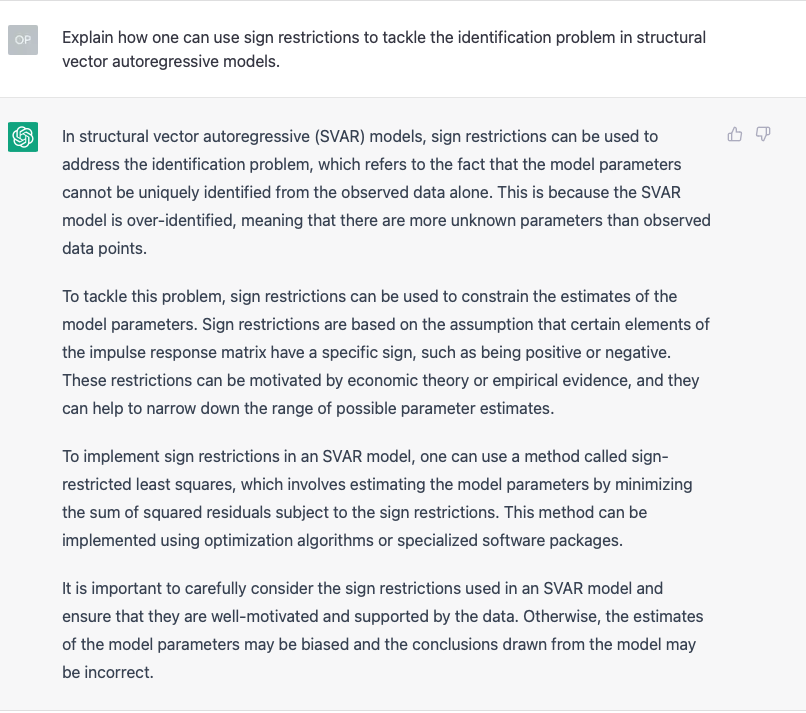 OP
Explain how one can use sign restrictions to tackle the identification problem in structural
vector autoregressive models.
In structural vector autoregressive (SVAR) models, sign restrictions can be used to
address the identification problem, which refers to the fact that the model parameters
cannot be uniquely identified from the observed data alone. This is because the SVAR
model is over-identified, meaning that there are more unknown parameters than observed
data points.
To tackle this problem, sign restrictions can be used to constrain the estimates of the
model parameters. Sign restrictions are based on the assumption that certain elements of
the impulse response matrix have a specific sign, such as being positive or negative.
These restrictions can be motivated by economic theory or empirical evidence, and they
can help to narrow down the range of possible parameter estimates.
To implement sign restrictions in an SVAR model, one can use a method called sign-
restricted least squares, which involves estimating the model parameters by minimizing
the sum of squared residuals subject to the sign restrictions. This method can be
implemented using optimization algorithms or specialized software packages.
It is important to carefully consider the sign restrictions used in an SVAR model and
ensure that they are well-motivated and supported by the data. Otherwise, the estimates
of the model parameters may be biased and the conclusions drawn from the model may
be incorrect.